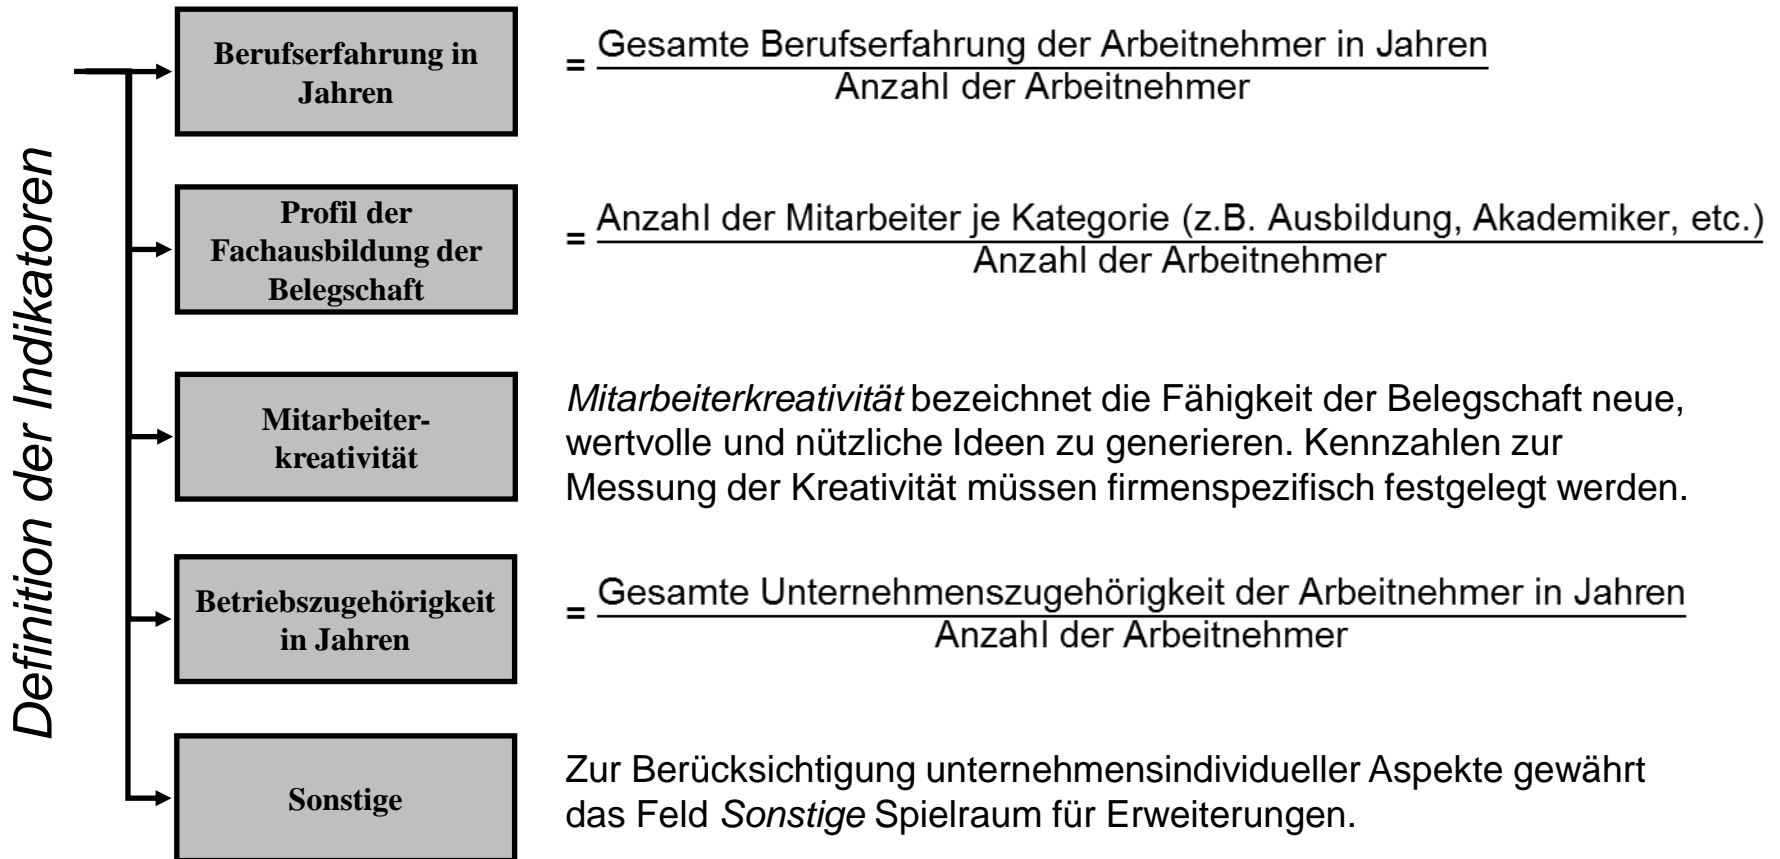 Definition der Indikatoren
Berufserfahrung in
Jahren
= Gesamte Berufserfahrung der Arbeitnehmer in Jahren
Anzahl der Arbeitnehmer
Profil der
Fachausbildung der
Belegschaft
= Anzahl der Mitarbeiter je Kategorie (z.B. Ausbildung, Akademiker, etc.)
Anzahl der Arbeitnehmer
Mitarbeiter-
kreativität
Mitarbeiterkreativität bezeichnet die Fähigkeit der Belegschaft neue,
wertvolle und nützliche Ideen zu generieren. Kennzahlen zur
Messung der Kreativität müssen firmenspezifisch festgelegt werden.
Betriebszugehörigkeit
in Jahren
= Gesamte Unternehmenszugehörigkeit der Arbeitnehmer in Jahren
Anzahl der Arbeitnehmer
Sonstige
Zur Berücksichtigung unternehmensindividueller Aspekte gewährt
das Feld Sonstige Spielraum für Erweiterungen.